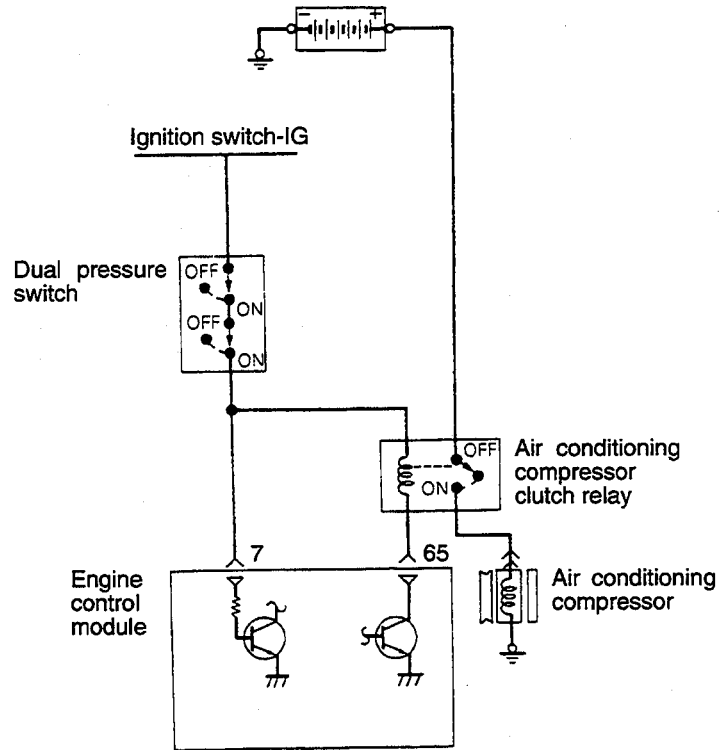 − +
Ignition switch-IG
Dual pressure
switch
OFF
ON
OFF
ON
Air conditioning
compressor
clutch relay
OFF
ON
7
65
Engine
control
module
Air conditioning
compressor